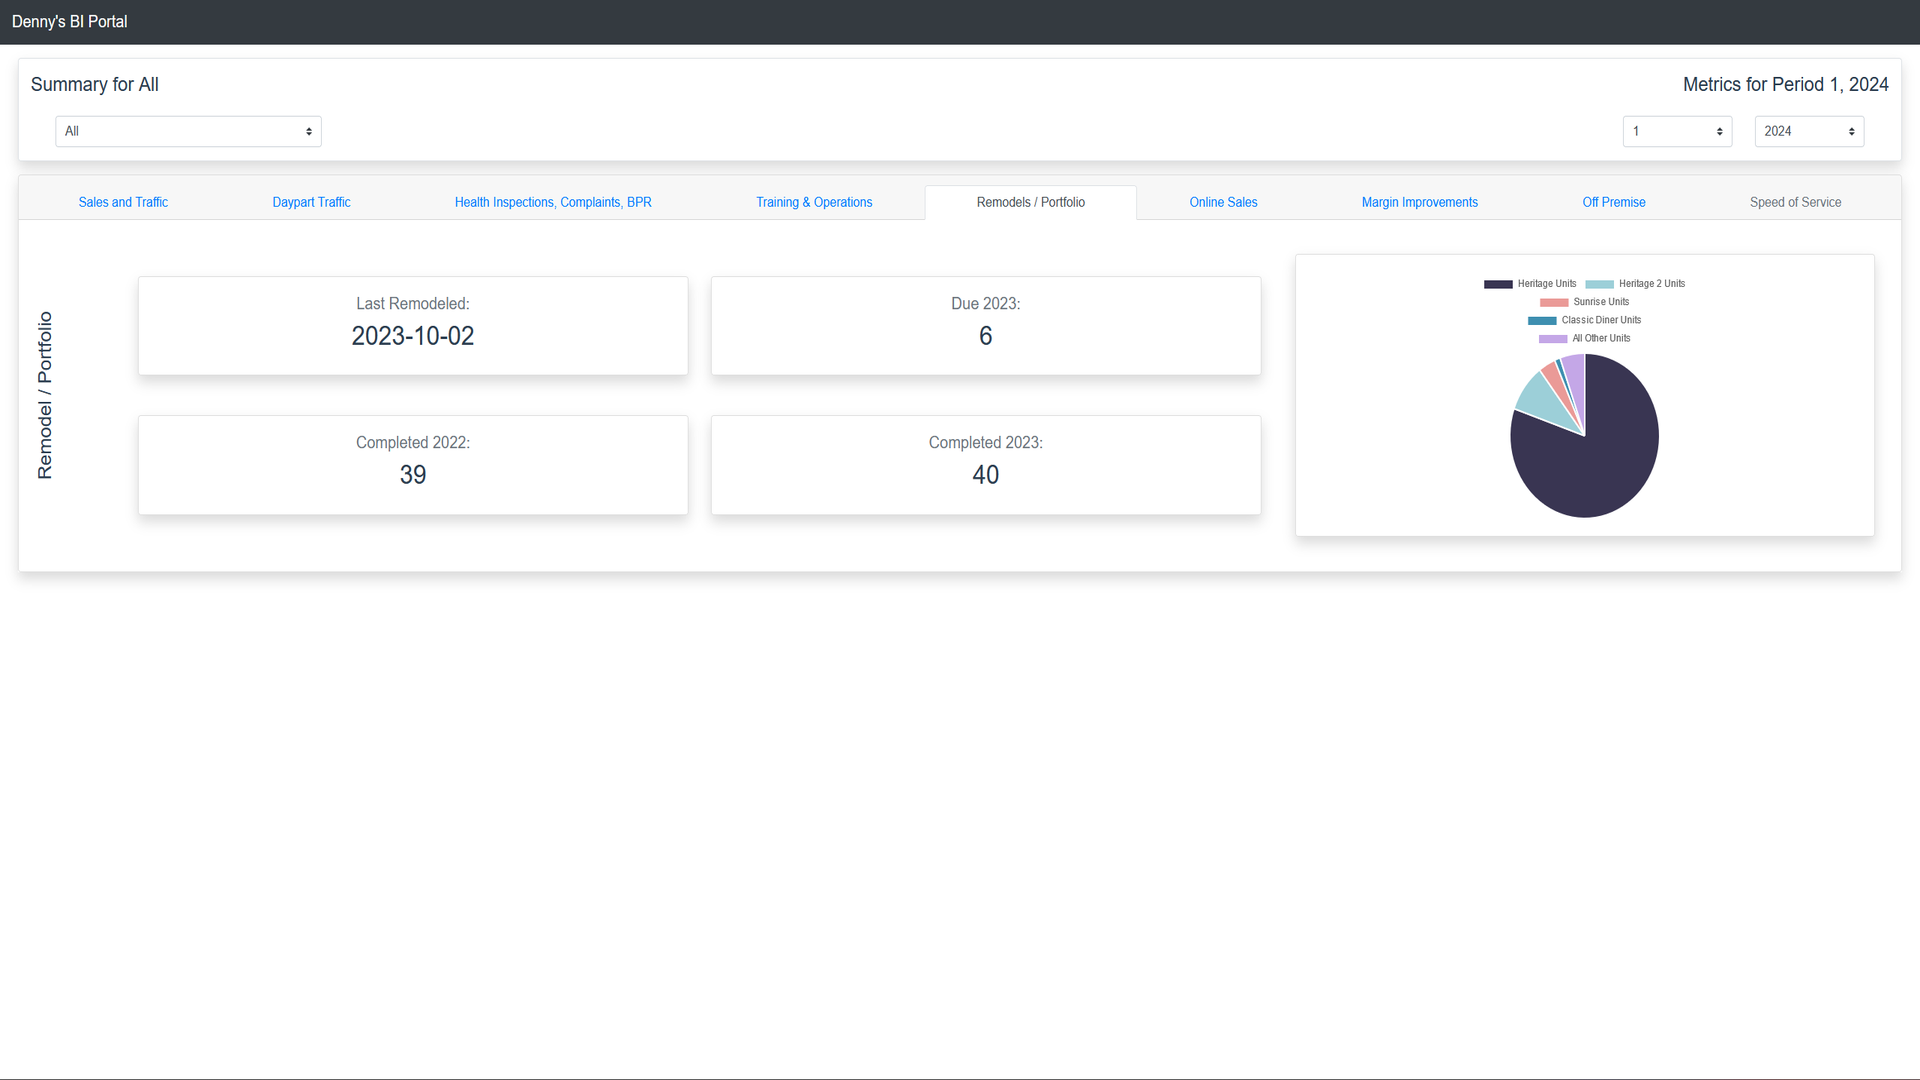 Denny's BI Portal
Summary for All
Metrics for Period 1, 2024
All
1
2024
Sales and Traffic
Daypart Traffic
Health Inspections, Complaints, BPR
Training & Operations
Remodels / Portfolio
Online Sales
Margin Improvements
Off Premise
Speed of Service
Remodel / Portfolio
Last Remodeled:
2023-10-02
Due 2023:
6
Completed 2022:
39
Completed 2023:
40
Heritage Units
Heritage 2 Units
Sunrise Units
Classic Diner Units
All Other Units